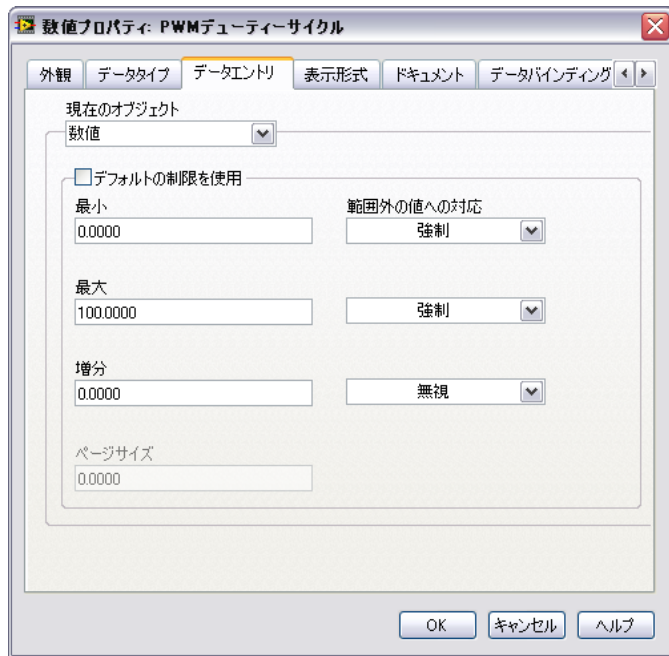 数値プロパティ: PWMデューティーサイクル
外観 データタイプ データエントリ 表示形式 ドキュメント データバインディング
現在のオブジェクト
数値
デフォルトの制限を使用
最小 範囲外の値への対応
0.0000 強制
最大
100.0000 強制
増分
0.0000 無視
ページサイズ
0.0000
OK キャンセル ヘルプ